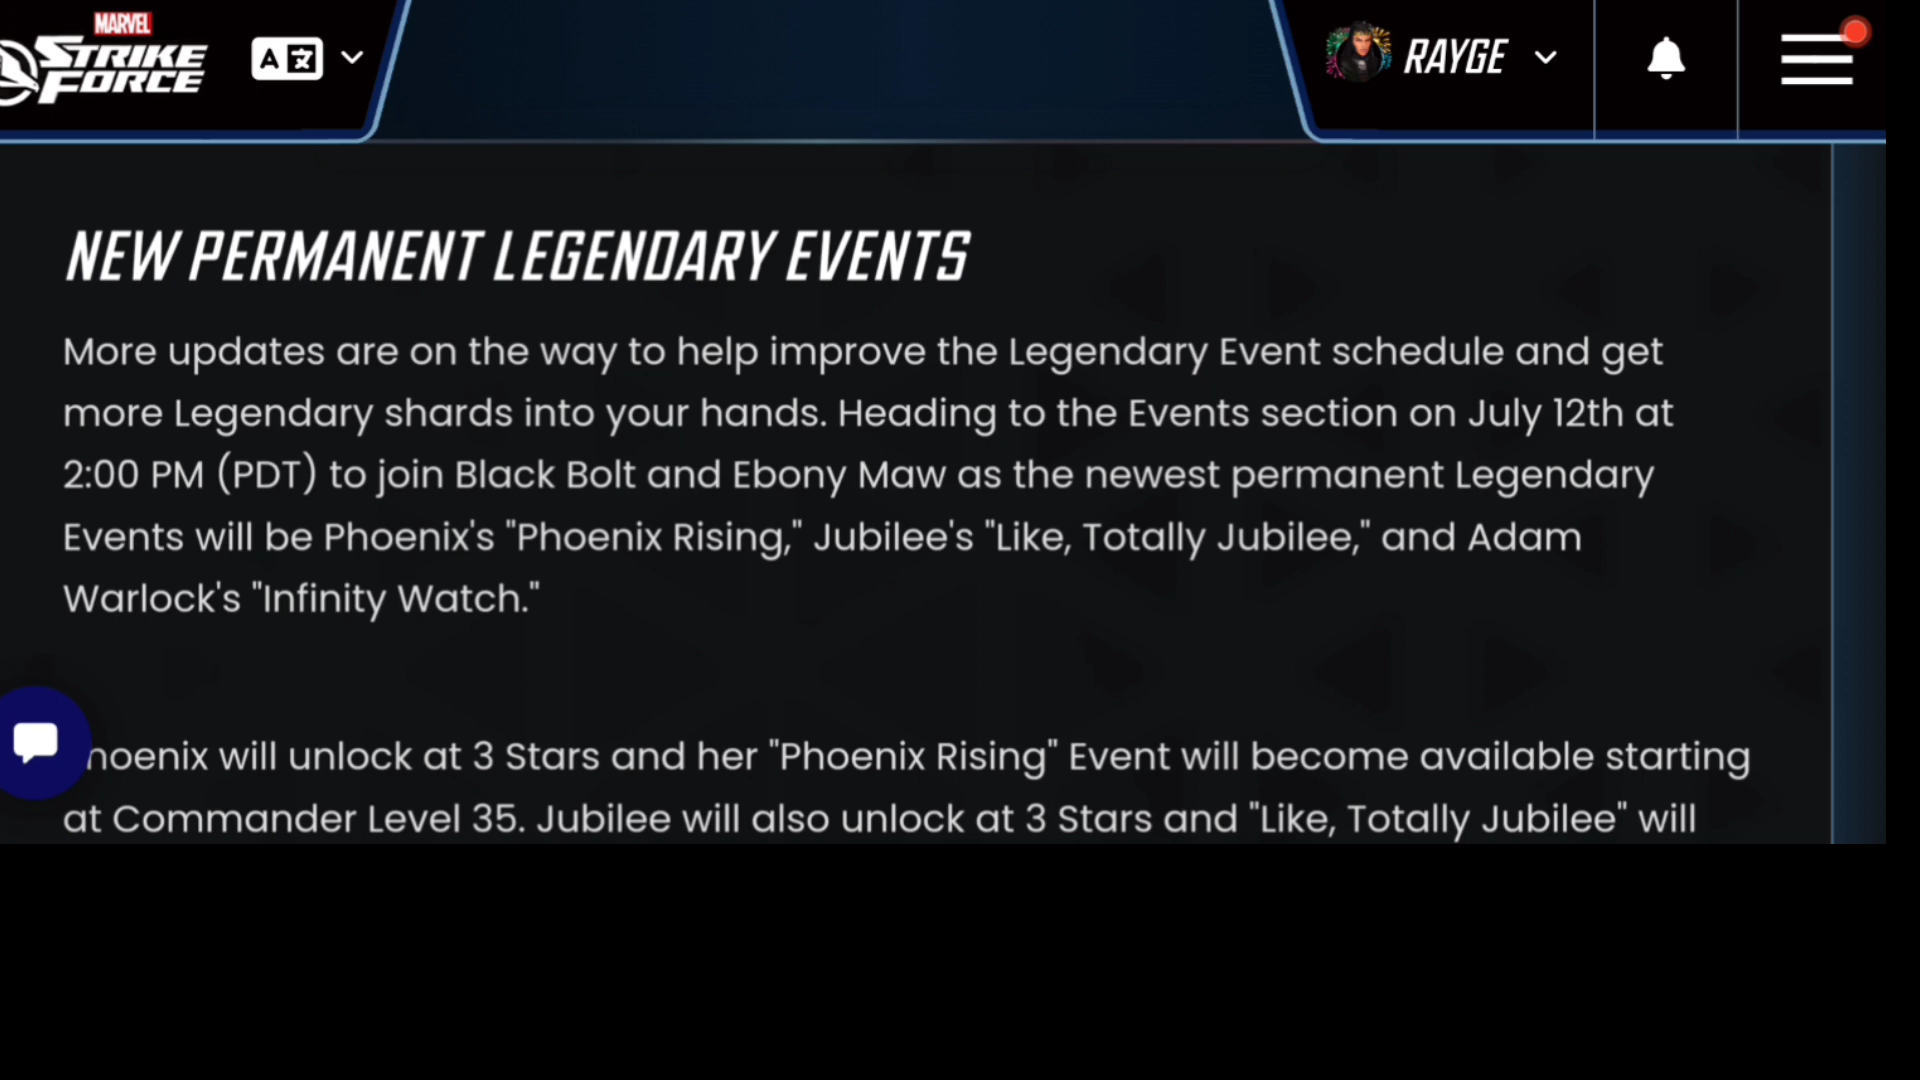 MARVEL
STRIKE
FORCE
A 文
RAYGE
NEW PERMANENT LEGENDARY EVENTS
More updates are on the way to help improve the Legendary Event schedule and get
more Legendary shards into your hands. Heading to the Events section on July 12th at
2:00 PM (PDT) to join Black Bolt and Ebony Maw as the newest permanent Legendary
Events will be Phoenix's "Phoenix Rising," Jubilee's "Like, Totally Jubilee," and Adam
Warlock's "Infinity Watch."
hoenix will unlock at 3 Stars and her "Phoenix Rising" Event will become available starting
at Commander Level 35. Jubilee will also unlock at 3 Stars and "Like, Totally Jubilee" will